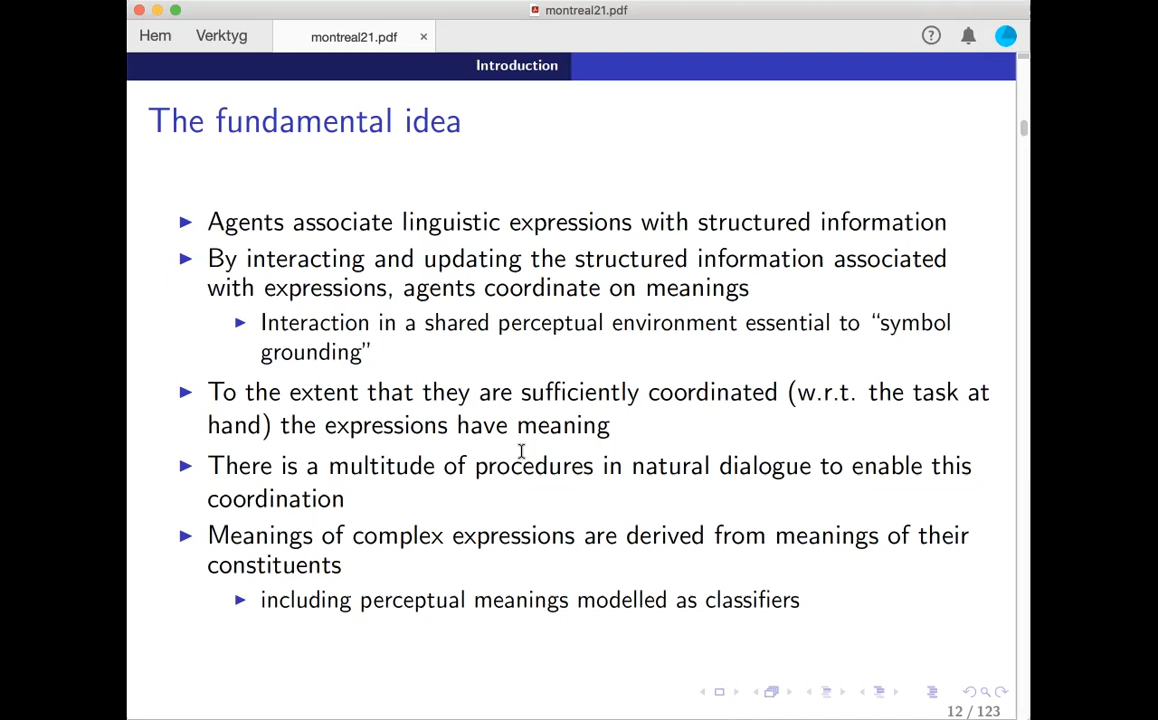 montreal21.pdf
Hem
Verktyg
montreal21.pdf
×
?
Introduction
The fundamental idea
Agents associate linguistic expressions with structured information
By interacting and updating the structured information associated
with expressions, agents coordinate on meanings
Interaction in a shared perceptual environment essential to “symbol
grounding”
To the extent that they are sufficiently coordinated (w.r.t. the task at
hand) the expressions have meaning
There is a multitude of procedures in natural dialogue to enable this
coordination
Meanings of complex expressions are derived from meanings of their
constituents
including perceptual meanings modelled as classifiers
12 / 123